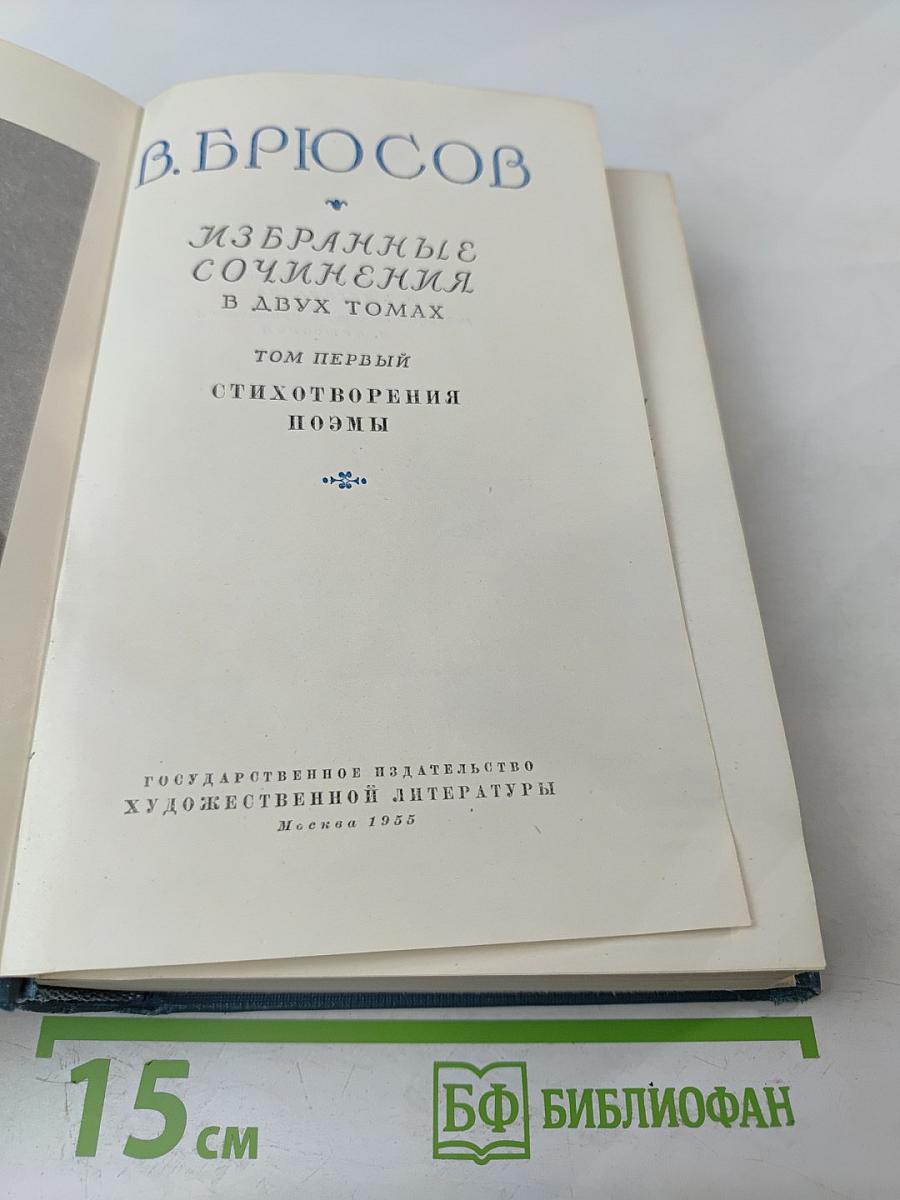 В. БРЮСОВ
ИЗБРАННЫЕ
СОЧИНЕНИЯ
В ДВУХ ТОМАХ
ТОМ ПЕРВЫЙ
СТИХОТВОРЕНИЯ
ПОЭМЫ
ГОСУДАРСТВЕННОЕ ИЗДАТЕЛЬСТВО
ХУДОЖЕСТВЕННОЙ ЛИТЕРАТУРЫ
Москва 1955
15 см
БФ БИБЛИОФАН